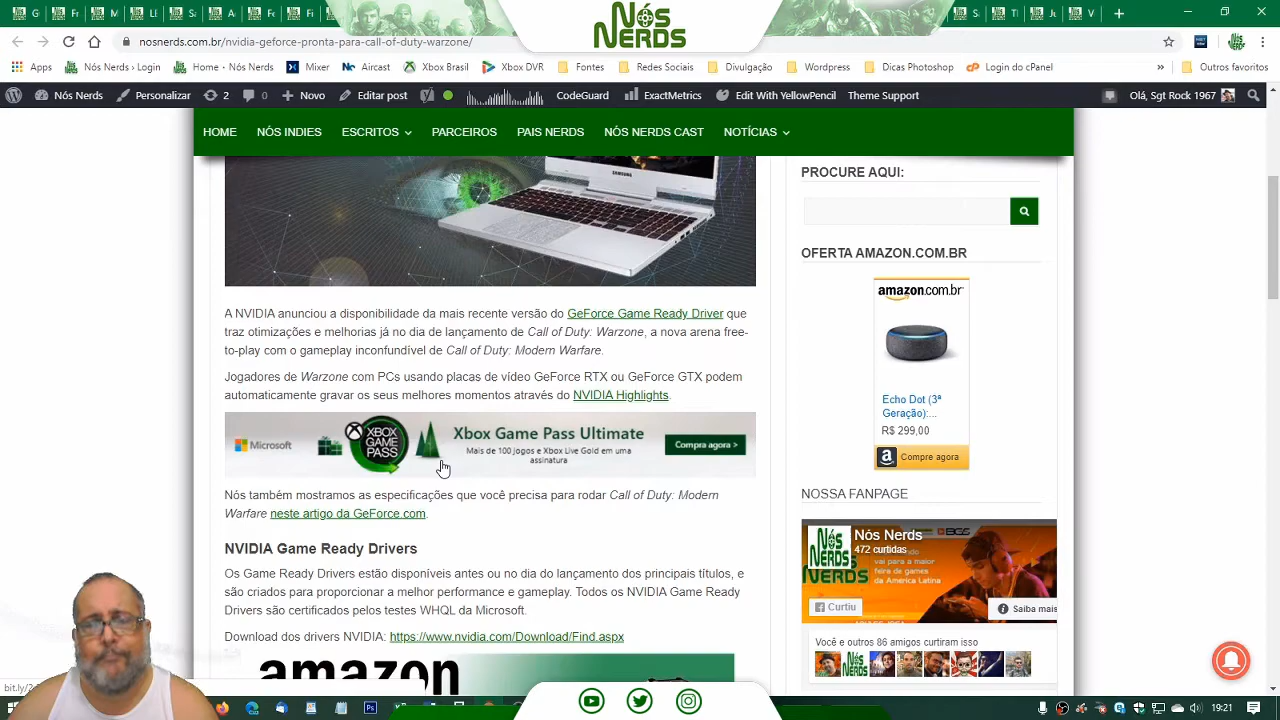 Nós
NERDS
nosnerds.com.br/nvidia-geforce-pronta-para-call-of-duty-warzone/
Apps
Nós Nerds › Login
Home - Nós Nerds
Mixer
Aircast
Xbox Brasil
Xbox DVR
Fontes
Redes Sociais
Divulgação
Wordpress
Dicas Photoshop
Login do cPanel
»
Outros favoritos
Nós Nerds
Personalizar
2
0
Novo
Editar post
CodeGuard
ExactMetrics
Edit With YellowPencil
Theme Support
Olá, Sgt Rock 1967
HOME
NÓS INDIES
ESCRITOS
PARCEIROS
PAIS NERDS
NÓS NERDS CAST
NOTÍCIAS
SAMSUNG
A NVIDIA anunciou a disponibilidade da mais recente versão do GeForce Game Ready Driver que
traz otimizações e melhorias já no dia de lançamento de Call of Duty: Warzone, a nova arena free-
to-play com o gameplay inconfundível de Call of Duty: Modern Warfare.
Jogadores de Warzone com PCs usando placas de vídeo GeForce RTX ou GeForce GTX podem
automaticamente gravar os seus melhores momentos através do NVIDIA Highlights.
Microsoft
XBOX
GAME
PASS
Xbox Game Pass Ultimate
Mais de 100 jogos e Xbox Live Gold em uma
assinatura
Compra agora >
Nós também mostramos as especificações que você precisa para rodar Call of Duty: Modern
Warfare neste artigo da GeForce.com.
NVIDIA Game Ready Drivers
Os Game Ready Drivers estão disponíveis antes ou no dia do lançamento dos principais títulos, e
criados para proporcionar a melhor performance e gameplay. Todos os NVIDIA Game Ready
Drivers são certificados pelos testes WHQL da Microsoft.
Download dos drivers NVIDIA: https://www.nvidia.com/Download/Find.aspx
amazon
PROCURE AQUI:
OFERTA AMAZON.COM.BR
amazon.com.br
Echo Dot (3ª
Geração):...
R$ 299,00
Compre agora
NOSSA FANPAGE
Nós Nerds
472 curtidas
NÓS
NERDS
vai para a maior
feira de games
da América Latina
Curtiu
Saiba mais
Você e outros 86 amigos curtiram isso
bit.ly/
Ps
19:21